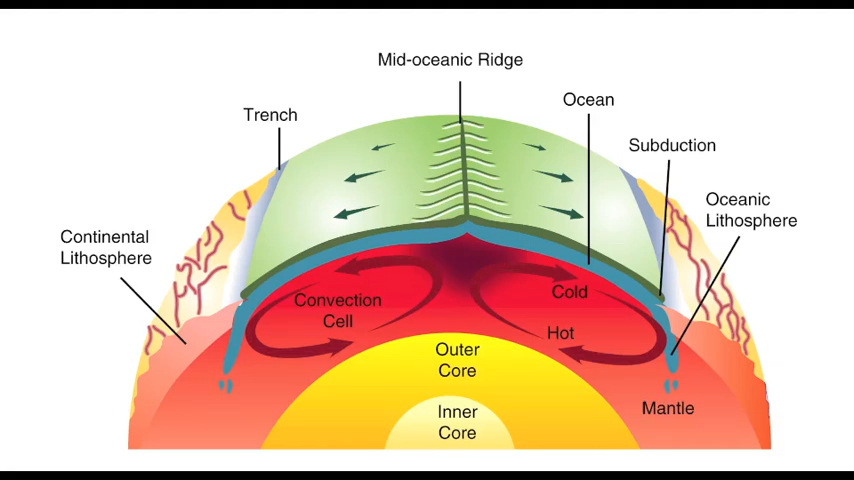 Mid-oceanic Ridge
Ocean
Trench
Subduction
Oceanic
Lithosphere
Continental
Lithosphere
Convection
Cell
Cold
Hot
Outer
Core
Inner
Core
Mantle